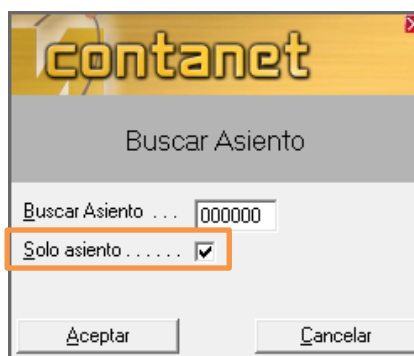 contanet
Buscar Asiento
Buscar Asiento . . . 000000
Solo asiento . . . . . .
Aceptar Cancelar